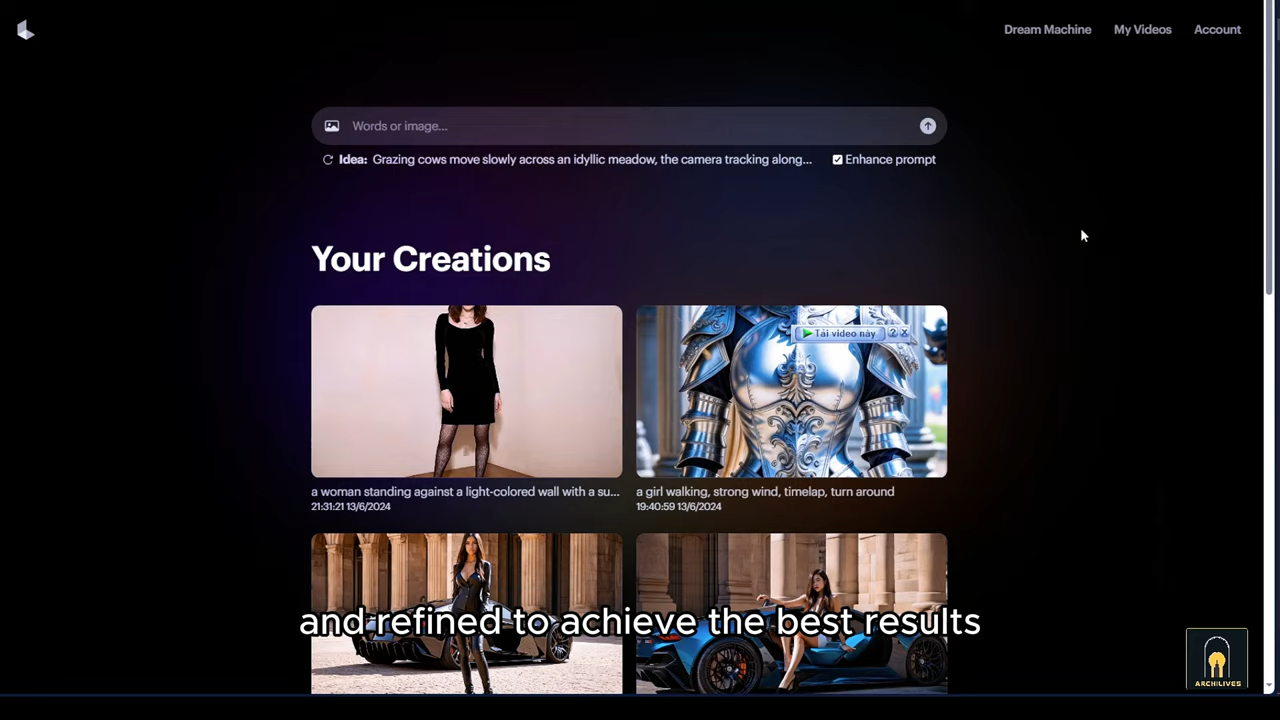 Dream Machine My Videos Account
Words or image...
Idea: Grazing cows move slowly across an idyllic meadow, the camera tracking along... Enhance prompt
Your Creations
Tải video này ? X
a woman standing against a light-colored wall with a su...
21:31:21 13/6/2024
a girl walking, strong wind, timelap, turn around
19:40:59 13/6/2024
and refined to achieve the best results
ARCHILIVES